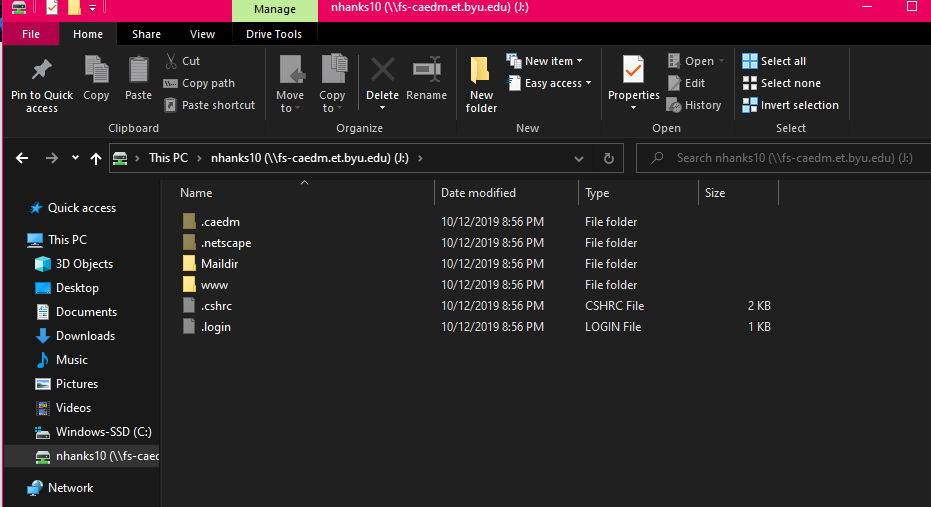 Manage
nhanks10 (\\fs-caedm.et.byu.edu) (J:)
File
Home
Share
View
Drive Tools
Pin to Quick
access
Copy
Paste
Cut
Copy path
Paste shortcut
Clipboard
Move
to
Copy
to
Delete
Rename
Organize
New
folder
New item
Easy access
New
Properties
Open
Edit
History
Open
Select all
Select none
Invert selection
Select
This PC
nhanks10 (\\fs-caedm.et.byu.edu) (J:)
Search nhanks10 (\\fs-caedm.et.byu.edu) (J:)
Name Date modified Type Size
.caedm 10/12/2019 8:56 PM File folder
.netscape 10/12/2019 8:56 PM File folder
Maildir 10/12/2019 8:56 PM File folder
www 10/12/2019 8:56 PM File folder
.cshrc 10/12/2019 8:56 PM CSHRC File 2 KB
.login 10/12/2019 8:56 PM LOGIN File 1 KB
Quick access
This PC
3D Objects
Desktop
Documents
Downloads
Music
Pictures
Videos
Windows-SSD (C:)
nhanks10 (\\fs-caed
Network